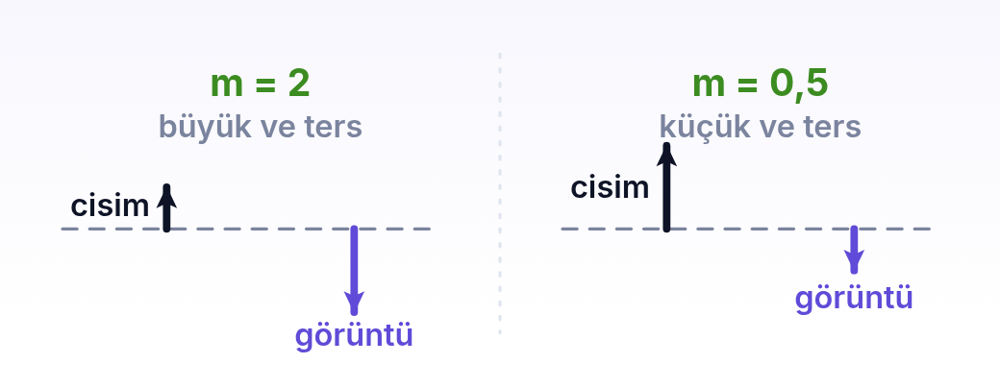 m = 2
büyük ve ters
cisim
görüntü
m = 0,5
küçük ve ters
cisim
görüntü